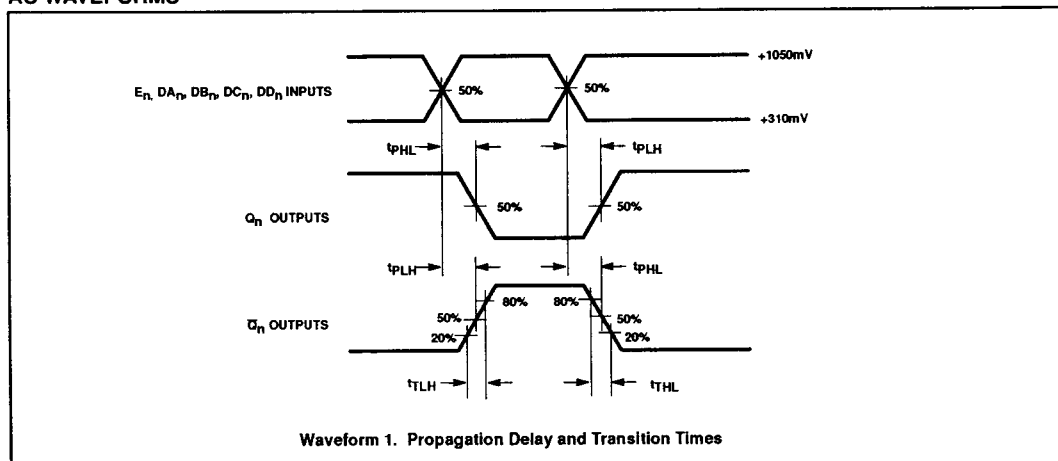 AC WAVEFORMS
+1050mV
En, DAn, DBn, DCn, DDn INPUTS
50%
50%
+310mV
tPHL
tPLH
Qn OUTPUTS
50%
50%
tPLH
tPHL
80%
80%
Q̅n OUTPUTS
50%
50%
20%
20%
tTLH
tTHL
Waveform 1. Propagation Delay and Transition Times